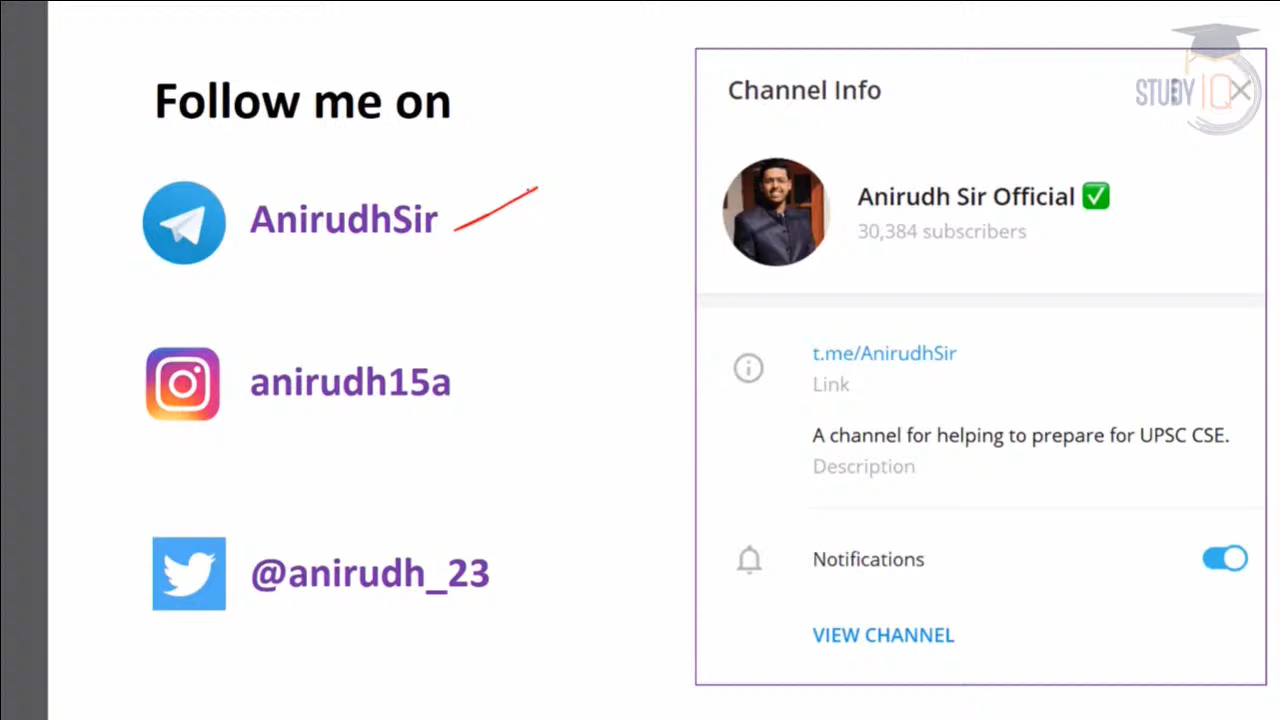 Follow me on
AnirudhSir
anirudh15a
@anirudh_23
STUDY IQ
Channel Info
Anirudh Sir Official
30,384 subscribers
t.me/AnirudhSir
Link
A channel for helping to prepare for UPSC CSE.
Description
Notifications
VIEW CHANNEL